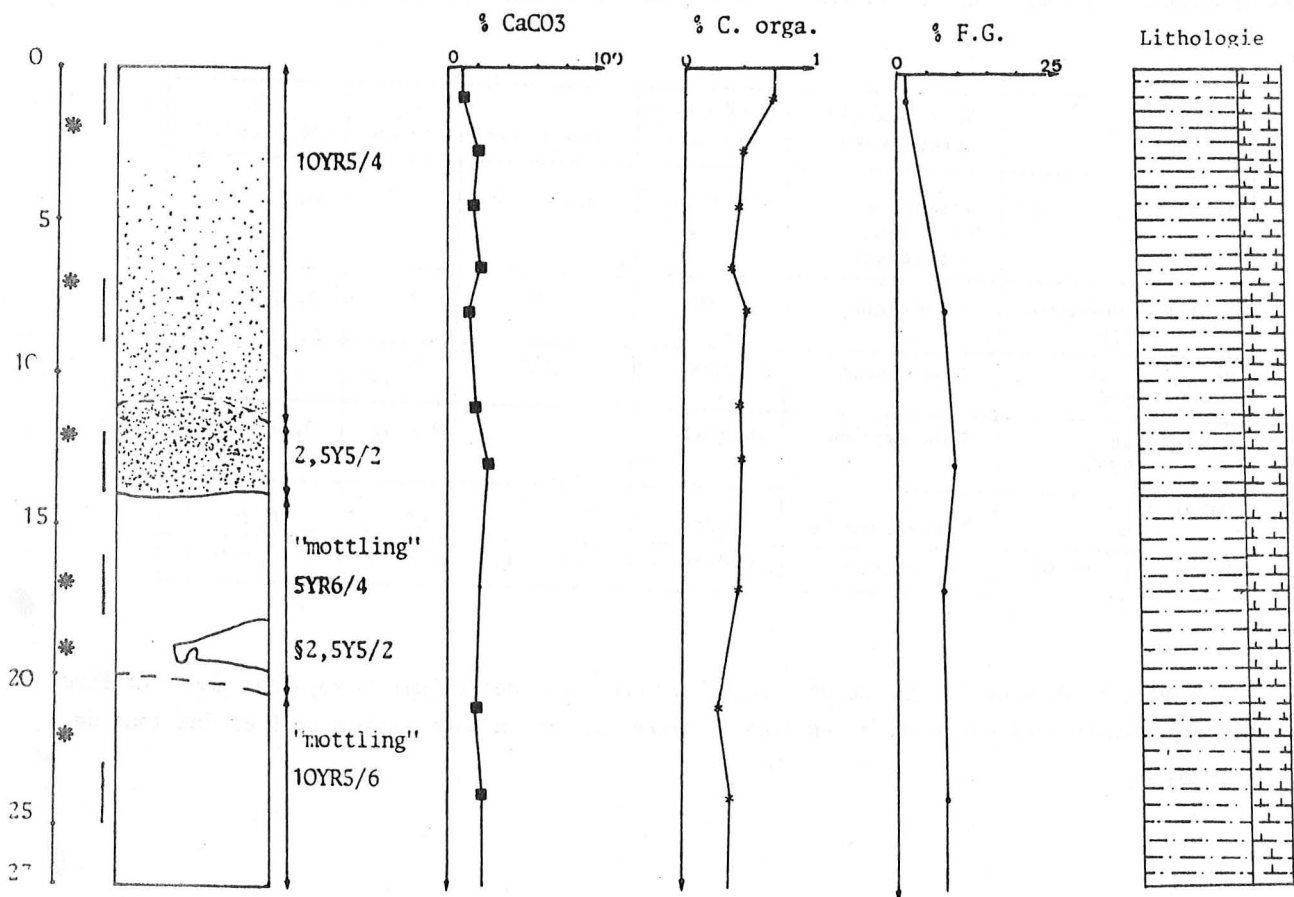 % CaCO3
% C. orga.
% F.G.
Lithologie
0
0
100
0
1
0
25
10YR5/4
5
10
2,5Y5/2
15
"mottling"
5YR6/4
§2,5Y5/2
20
"mottling"
10YR5/6
25
27